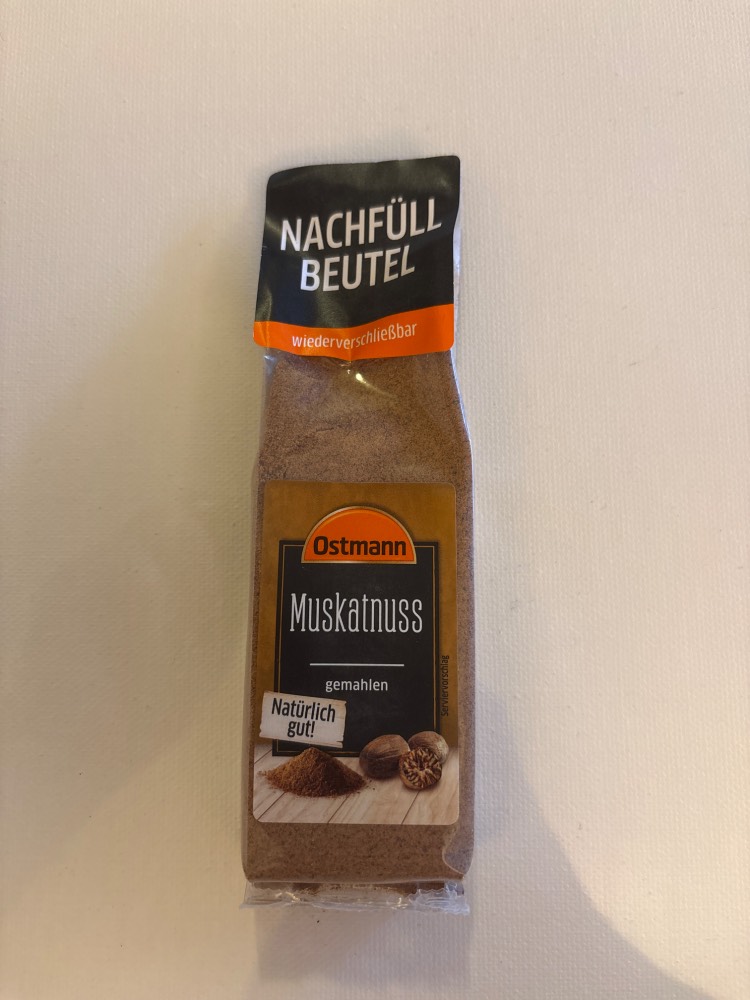 NACHFÜLL
BEUTEL
wiederverschließbar
Ostmann
Muskatnuss
gemahlen
Serviervorschlag
Natürlich
gut!